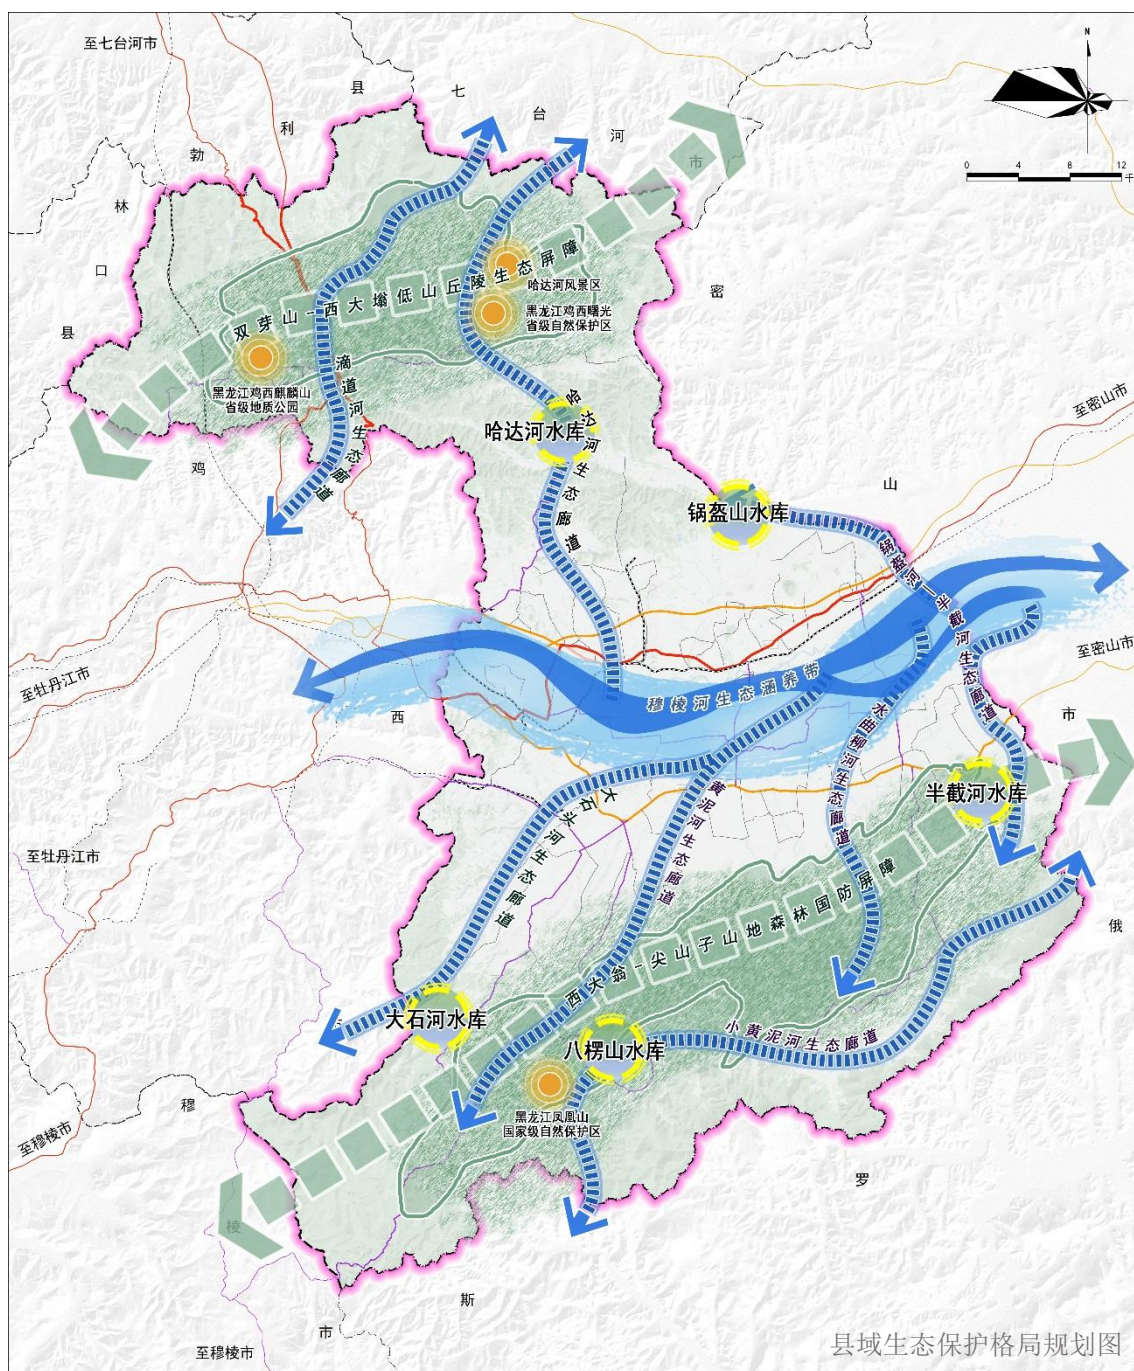 至七台河市
N
县
七
台
河
市
勃
利
0 4 8 12
千
林
口
县
密
双芽山-西大塂低山丘陵生态屏障
哈达河风景区
黑龙江鸡西曙光
省级自然保护区
黑龙江鸡西麒麟山
省级地质公园
滴道河生态廊道
哈达河生态廊道
哈达河水库
至密山市
鸡
山
锅盔山水库
锅盔河—半截河生态廊道
至密山市
至牡丹江市
西
穆棱河生态涵养带
水曲柳河生态廊道
市
半截河水库
大石头河生态廊道
黄泥河生态廊道
至牡丹江市
西大翁-尖山子山地森林国防屏障
俄
大石河水库
八楞山水库
小黄泥河生态廊道
黑龙江凤凰山
国家级自然保护区
穆
至穆棱市
罗
棱
斯
市
至穆棱市
县域生态保护格局规划图